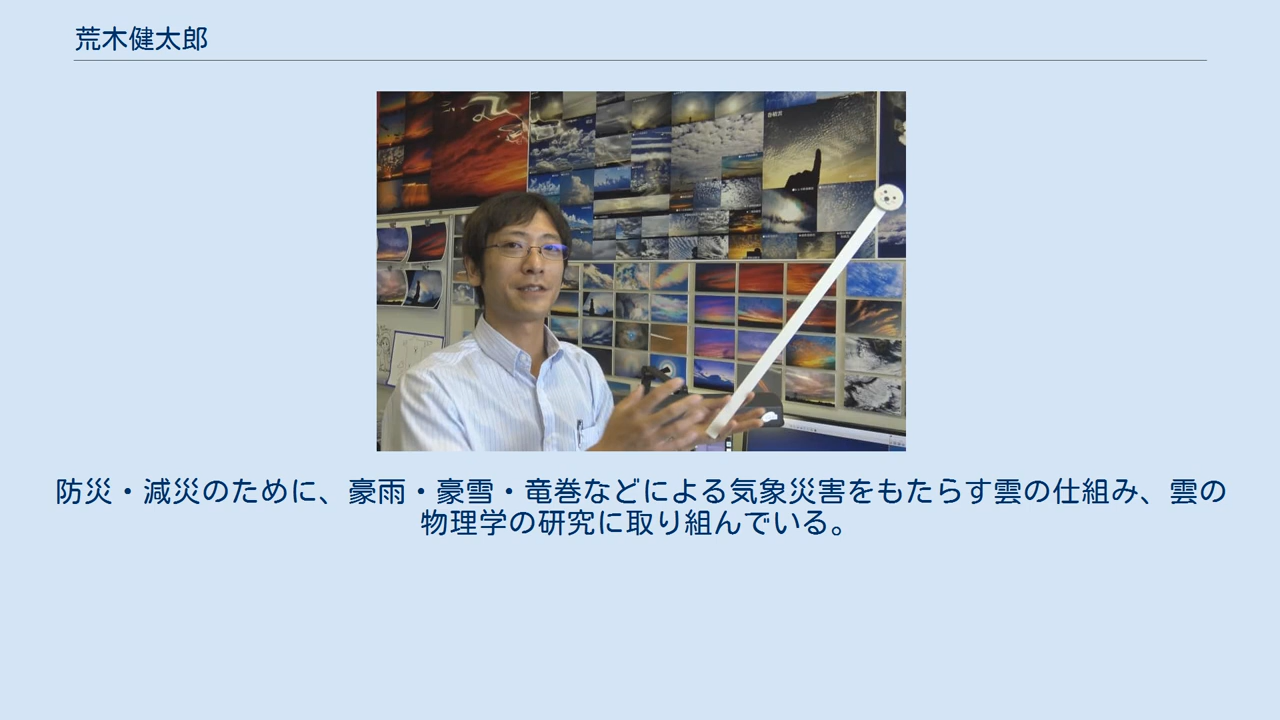 荒木健太郎
防災・減災のために、豪雨・豪雪・竜巻などによる気象災害をもたらす雲の仕組み、雲の
物理学の研究に取り組んでいる。